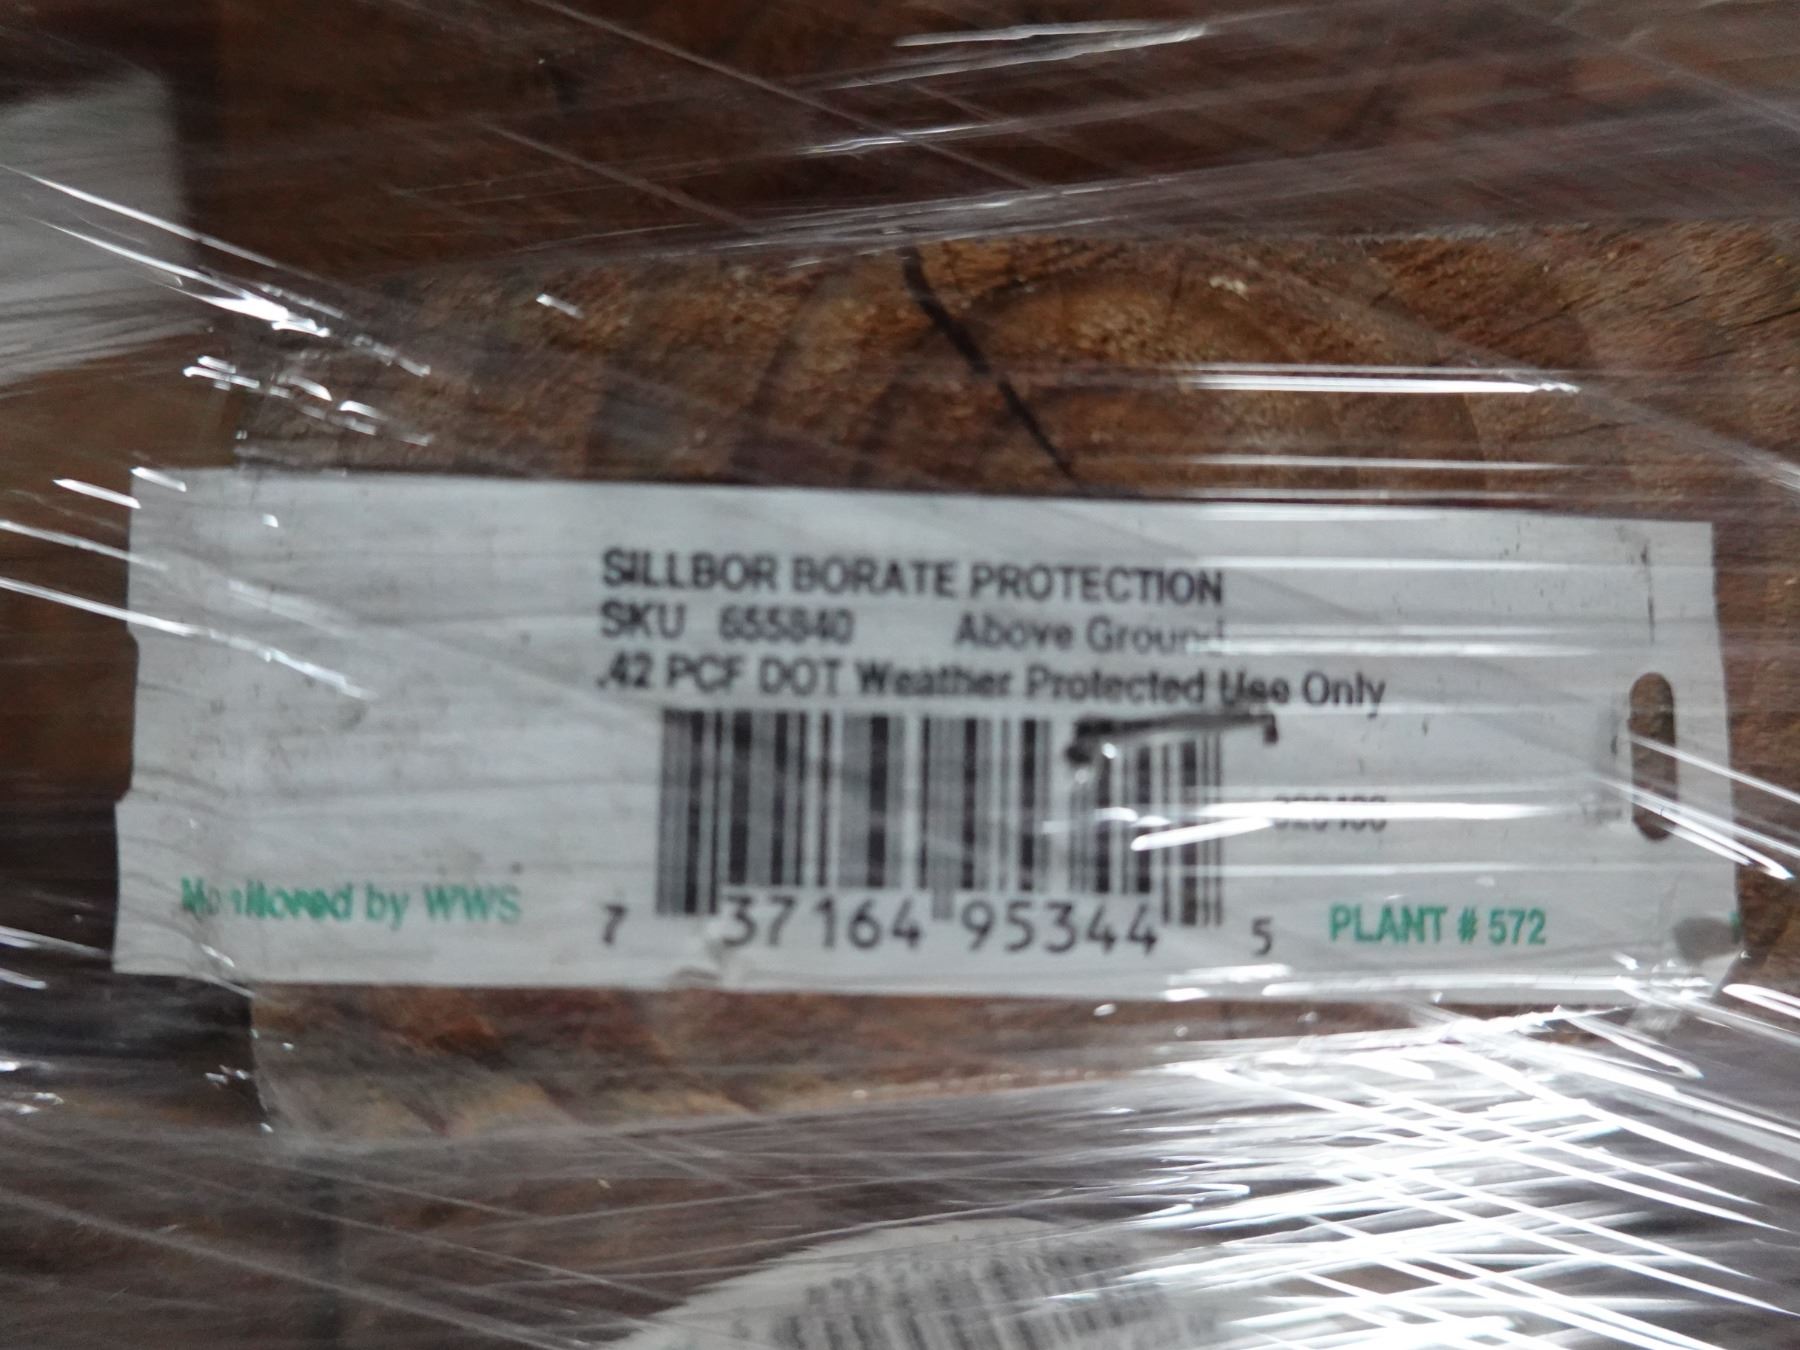 SILLBOR BORATE PROTECTION
SKU 655840 Above Ground
.42 PCF DOT Weather Protected Use Only
Monitored by WWS
7 37164 95344 5
PLANT # 572